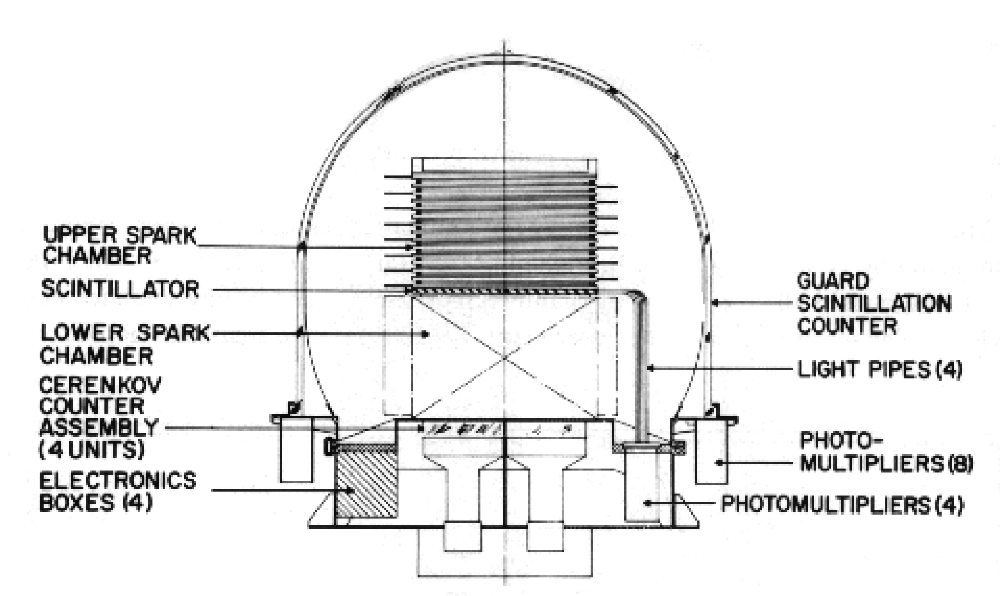 UPPER SPARK
CHAMBER
SCINTILLATOR
LOWER SPARK
CHAMBER
CERENKOV
COUNTER
ASSEMBLY
(4 UNITS)
ELECTRONICS
BOXES (4)
GUARD
SCINTILLATION
COUNTER
LIGHT PIPES (4)
PHOTO-
MULTIPLIERS (8)
PHOTOMULTIPLIERS (4)